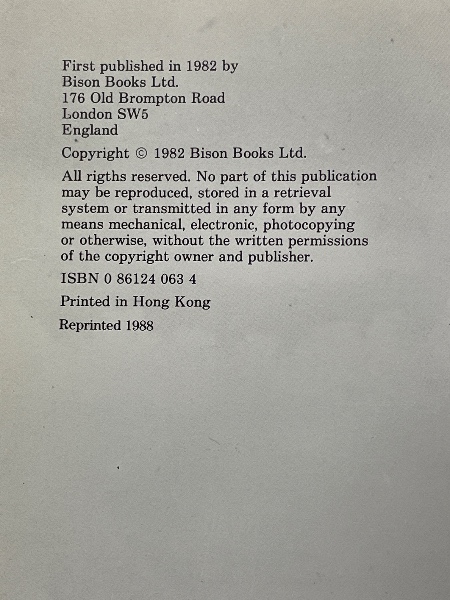 First published in 1982 by
Bison Books Ltd.
176 Old Brompton Road
London SW5
England
Copyright © 1982 Bison Books Ltd.
All rigths reserved. No part of this publication
may be reproduced, stored in a retrieval
system or transmitted in any form by any
means mechanical, electronic, photocopying
or otherwise, without the written permissions
of the copyright owner and publisher.
ISBN 0 86124 063 4
Printed in Hong Kong
Reprinted 1988